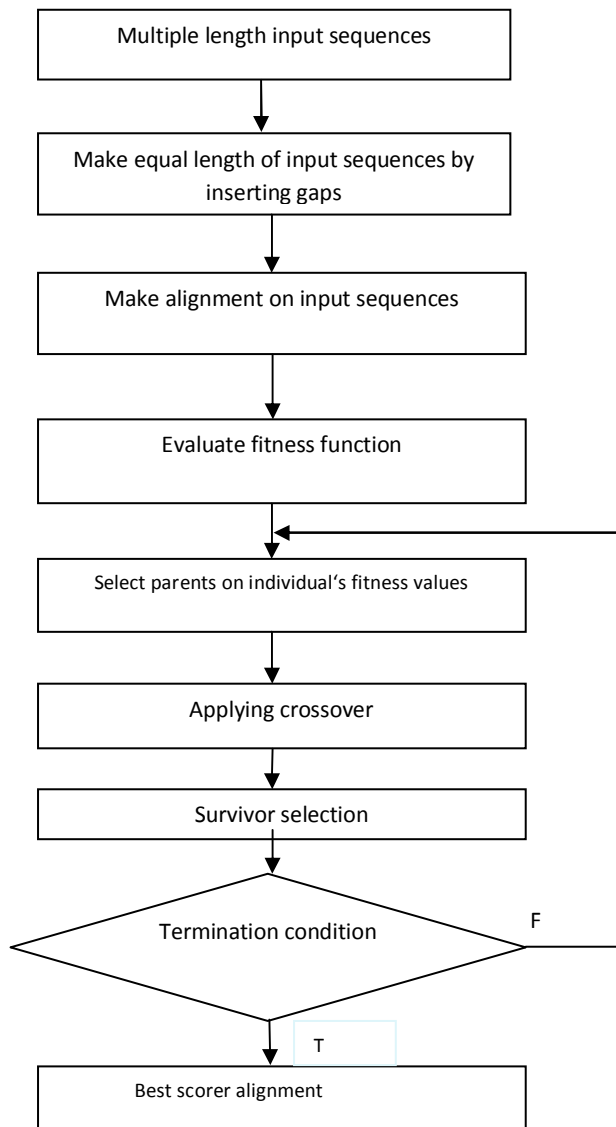 Multiple length input sequences
Make equal length of input sequences by
inserting gaps
Make alignment on input sequences
Evaluate fitness function
Select parents on individual‘s fitness values
Applying crossover
Survivor selection
Termination condition
F
T
Best scorer alignment